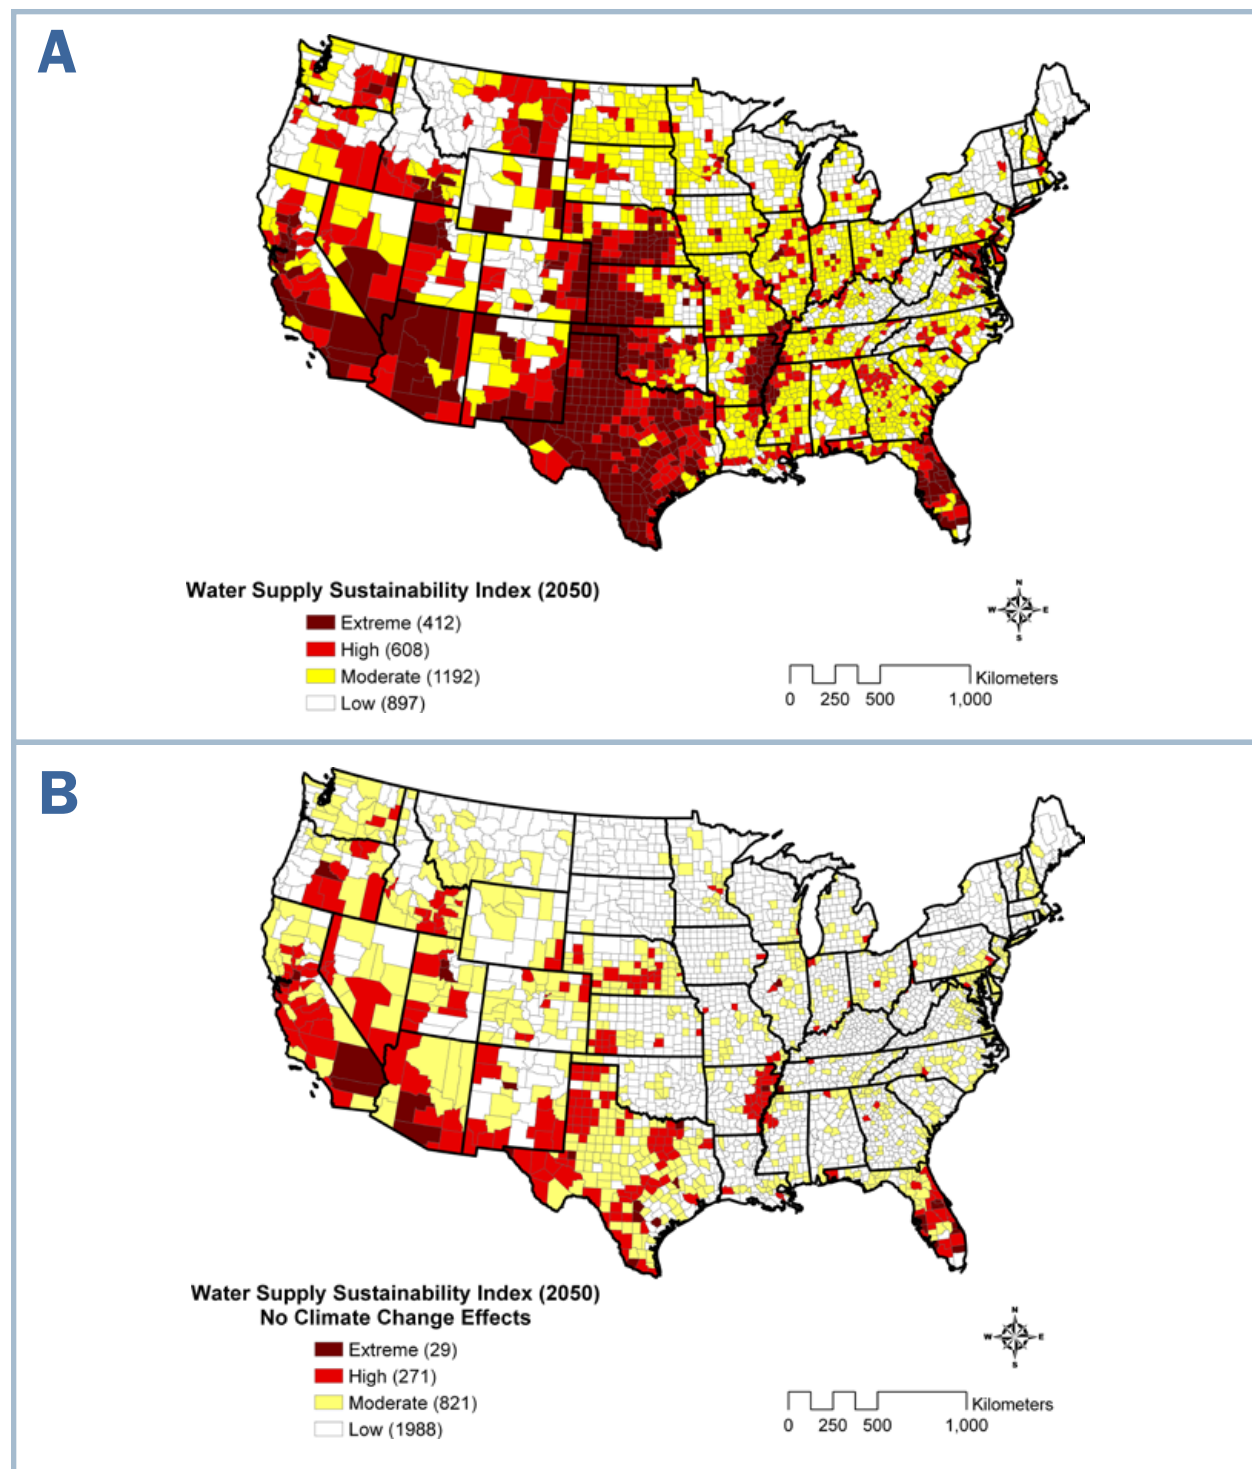 A
Water Supply Sustainability Index (2050)
Extreme (412)
High (608)
Moderate (1192)
Low (897)
N
W E
S
Kilometers
0 250 500 1,000
B
Water Supply Sustainability Index (2050)
No Climate Change Effects
Extreme (29)
High (271)
Moderate (821)
Low (1988)
N
W E
S
Kilometers
0 250 500 1,000